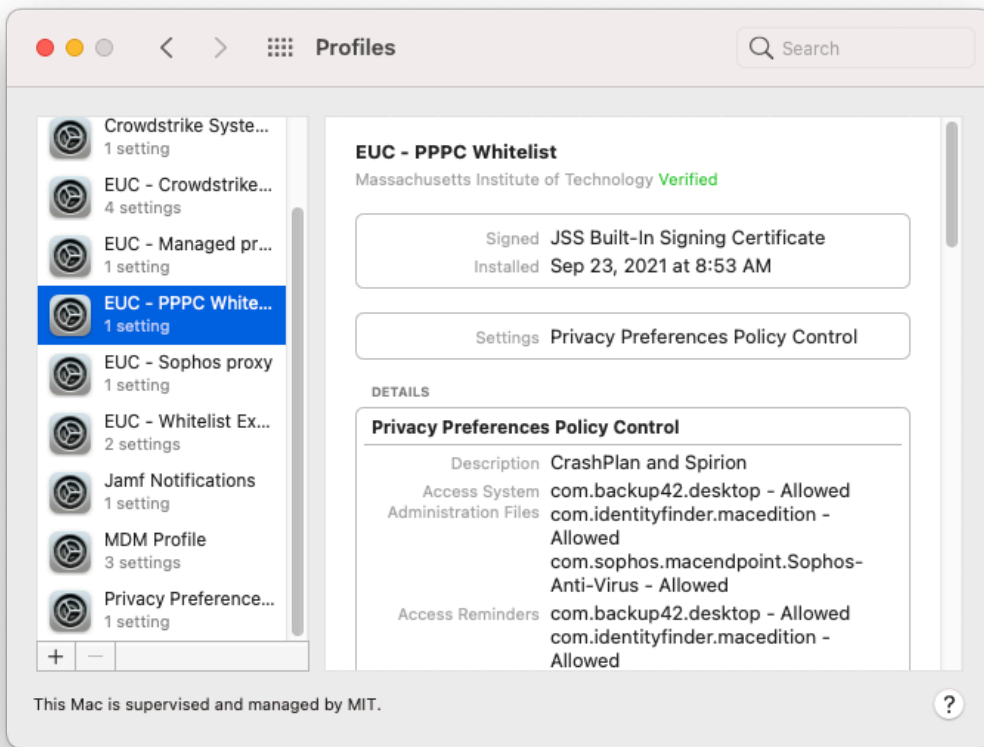 Profiles
Search
Crowdstrike Syste...
1 setting
EUC - Crowdstrike...
4 settings
EUC - Managed pr...
1 setting
EUC - PPPC White...
1 setting
EUC - Sophos proxy
1 setting
EUC - Whitelist Ex...
2 settings
Jamf Notifications
1 setting
MDM Profile
3 settings
Privacy Preference...
1 setting
EUC - PPPC Whitelist
Massachusetts Institute of Technology Verified
Signed JSS Built-In Signing Certificate
Installed Sep 23, 2021 at 8:53 AM
Settings Privacy Preferences Policy Control
DETAILS
Privacy Preferences Policy Control
Description CrashPlan and Spirion
Access System com.backup42.desktop - Allowed
Administration Files com.identityfinder.macedition -
Allowed
com.sophos.macendpoint.Sophos-
Anti-Virus - Allowed
Access Reminders com.backup42.desktop - Allowed
com.identityfinder.macedition -
Allowed
This Mac is supervised and managed by MIT.
?